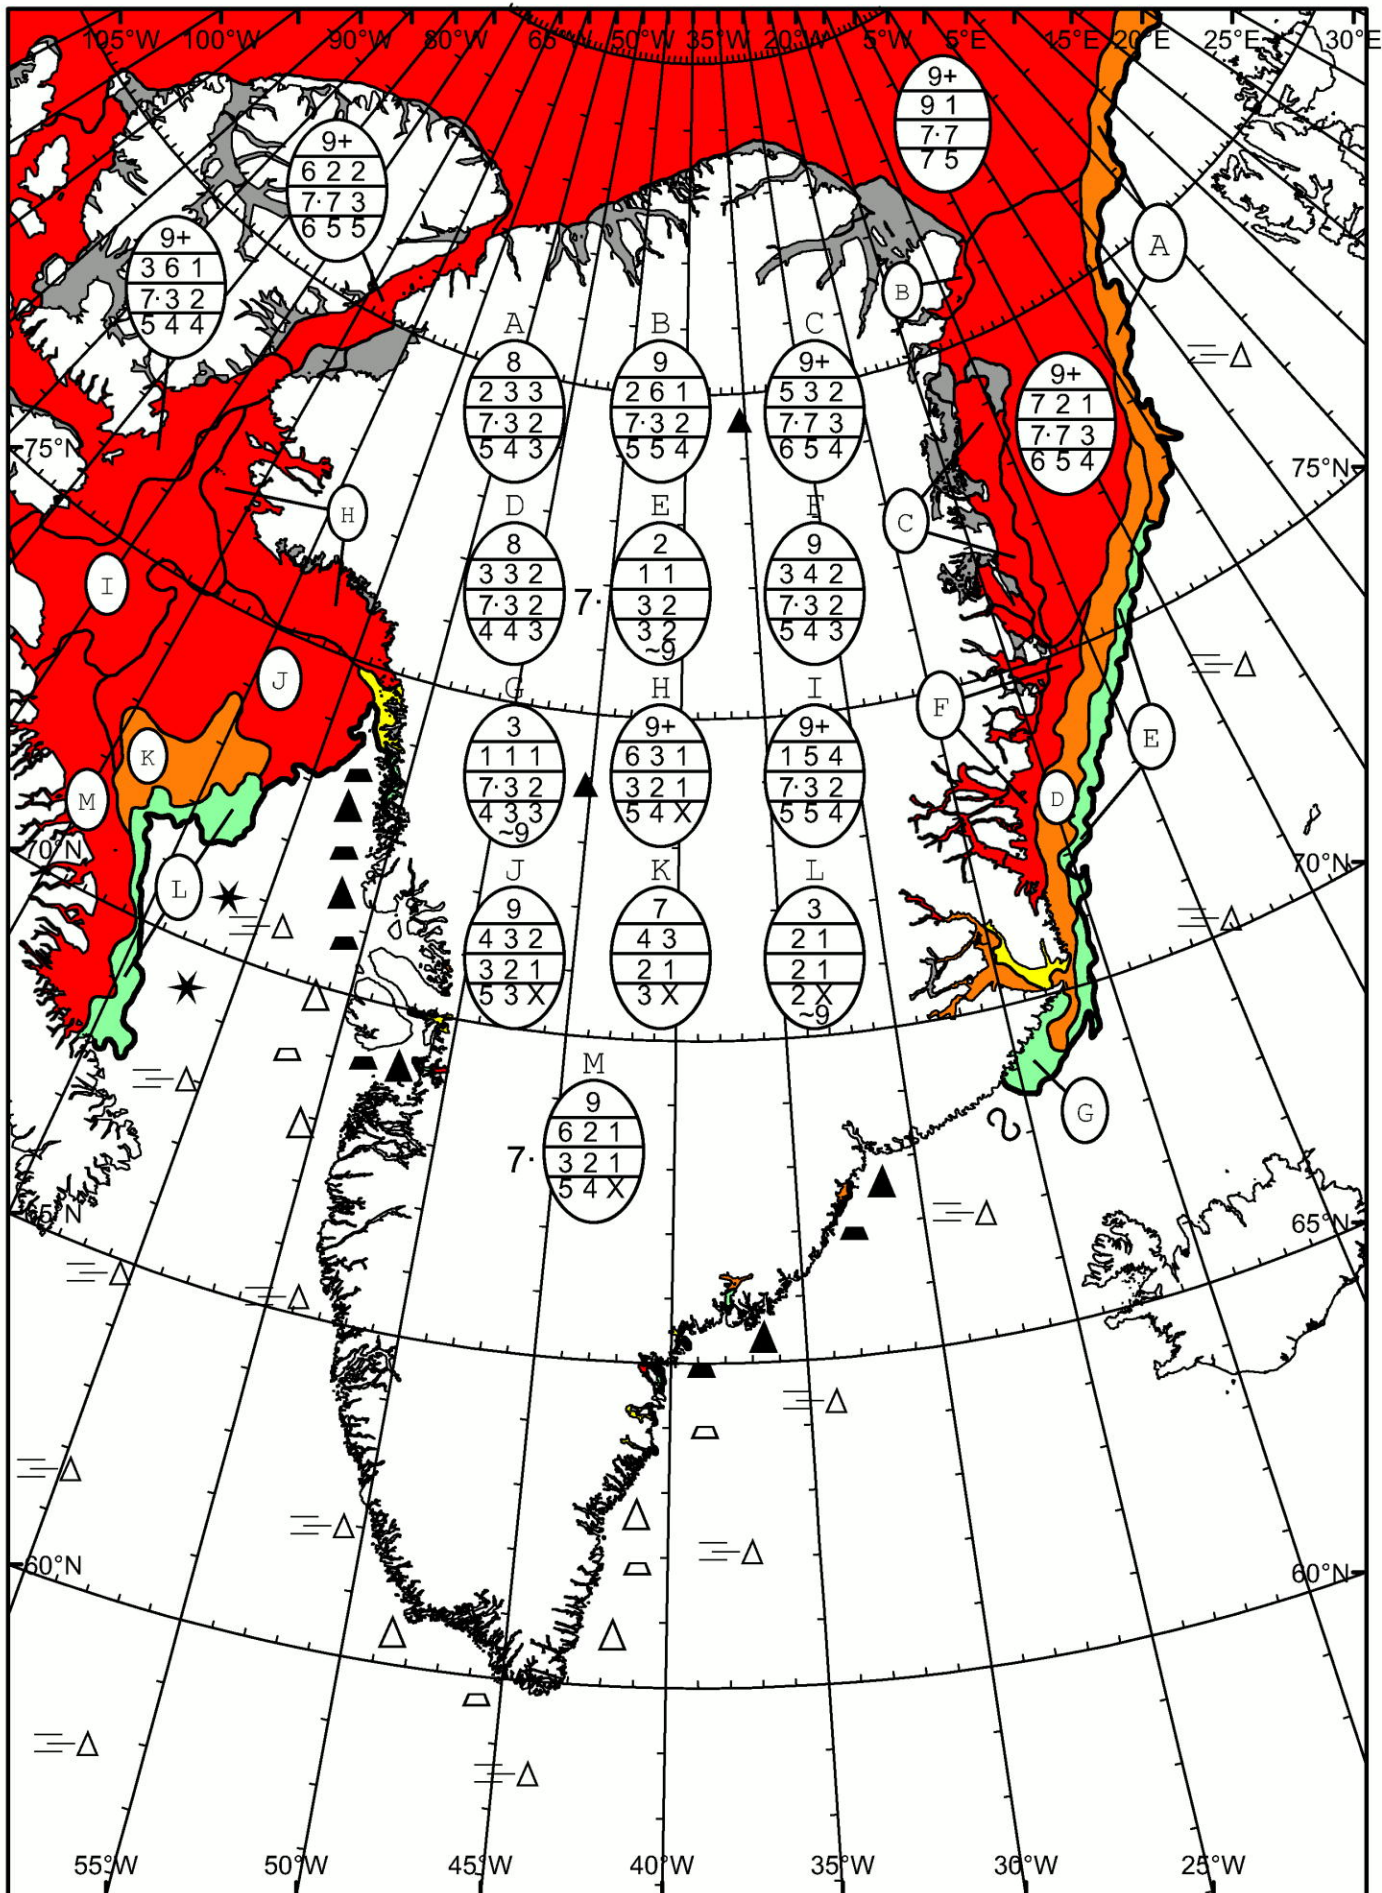 105°W 100°W 90°W 80°W 65° 50°W 35°W 20°W 5°W 5°E 15°E 20°E 25°E 30°E
9+
9 1
7·7
7 5
9+
6 2 2
7·7 3
6 5 5
9+
3 6 1
7·3 2
5 4 4
A
B
75°N
75°N
A
8
2 3 3
7·3 2
5 4 3
B
9
2 6 1
7·3 2
5 5 4
C
9+
5 3 2
7·7 3
6 5 4
9+
7 2 1
7·7 3
6 5 4
H
C
D
8
3 3 2
7·3 2
4 4 3
7·
E
2
1 1
3 2
3 2
~9
F
9
3 4 2
7·3 2
5 4 3
I
J
F
E
K
M
D
G
3
1 1 1
7·3 2
4 3 3
~9
H
9+
6 3 1
3 2 1
5 4 X
I
9+
1 5 4
7·3 2
5 5 4
70°N
70°N
L
J
9
4 3 2
3 2 1
5 3 X
K
7
4 3
2 1
3 X
L
3
2 1
2 1
2 X
~9
M
9
6 2 1
7·
3 2 1
5 4 X
G
2
65°N
65°N
60°N
60°N
55°W 50°W 45°W 40°W 35°W 30°W 25°W